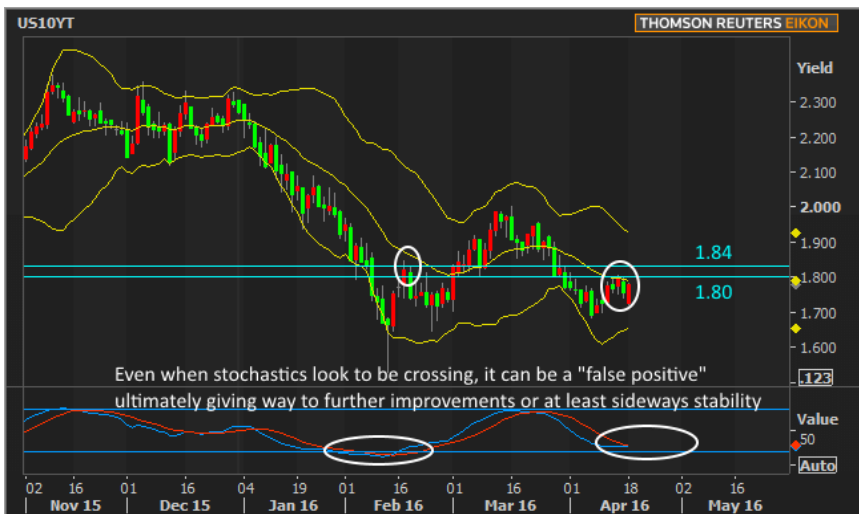 US10YT
THOMSON REUTERS EIKON
Yield
2.300
2.200
2.100
2.000
1.900
1.84
1.800
1.80
1.700
1.600
.123
Even when stochastics look to be crossing, it can be a "false positive"
ultimately giving way to further improvements or at least sideways stability
Value
50
Auto
02 16 01 16 04 19 01 16 01 16 01 18 02 16
Nov 15 Dec 15 Jan 16 Feb 16 Mar 16 Apr 16 May 16